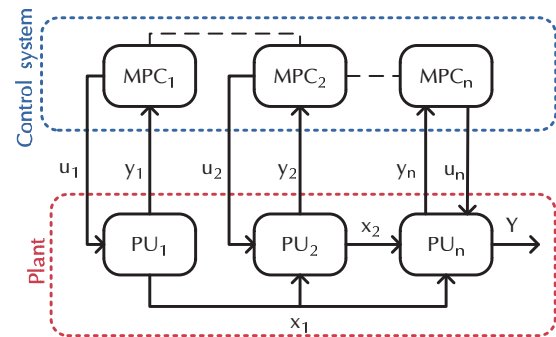 Control system
MPC₁
MPC₂
MPCₙ
u₁
y₁
u₂
y₂
yₙ
uₙ
Plant
PU₁
PU₂
x₂
PUₙ
Y
x₁